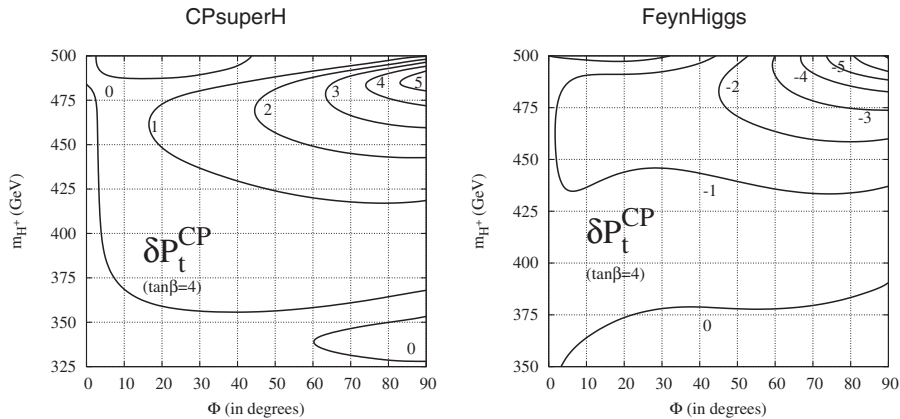 CPsuperH
500
475
450
425
400
375
350
325
0 10 20 30 40 50 60 70 80 90
m_H⁺ (GeV)
Φ (in degrees)
0
1
2
3
4
5
0
δP_t^CP
(tanβ=4)
FeynHiggs
500
475
450
425
450
375
350
0 10 20 30 40 50 60 70 80 90
m_H⁺ (GeV)
Φ (in degrees)
-2
-4
-5
-3
-1
0
δP_t^CP
(tanβ=4)